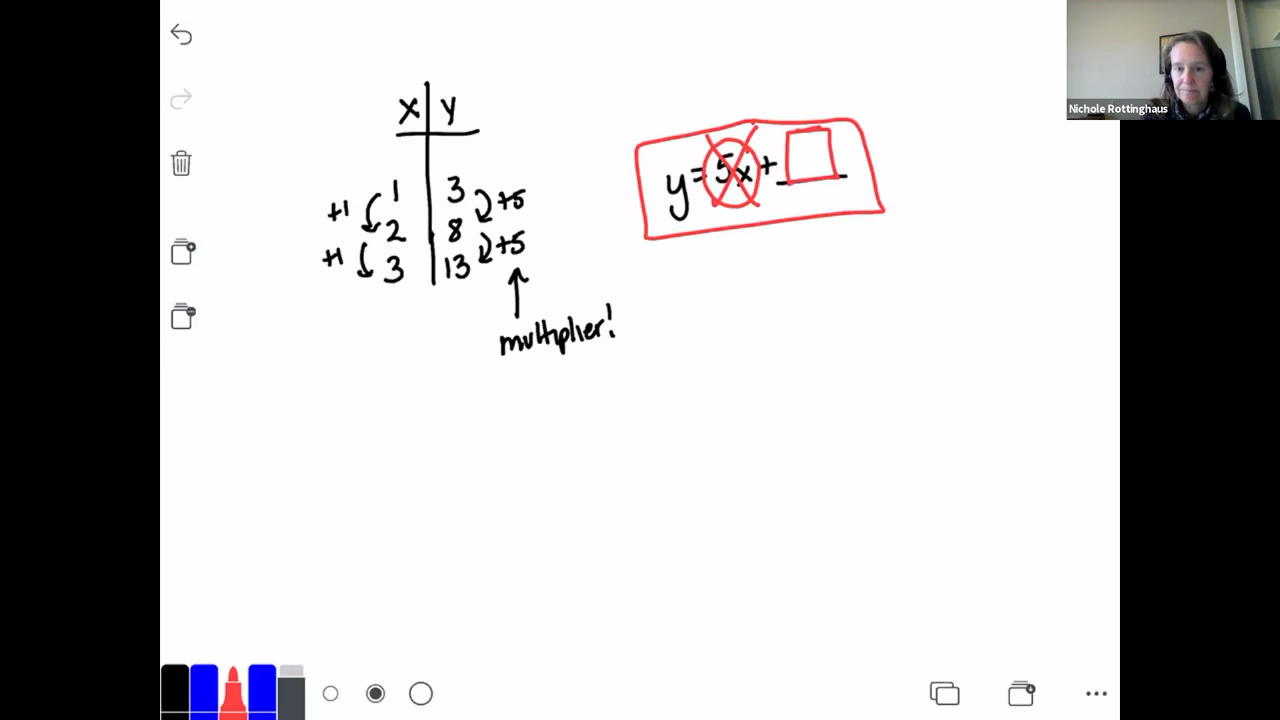 Nichole Rottinghaus
X Y
1 3
2 8
3 13
+1
+1
+5
+5
multiplier!
y=5x+